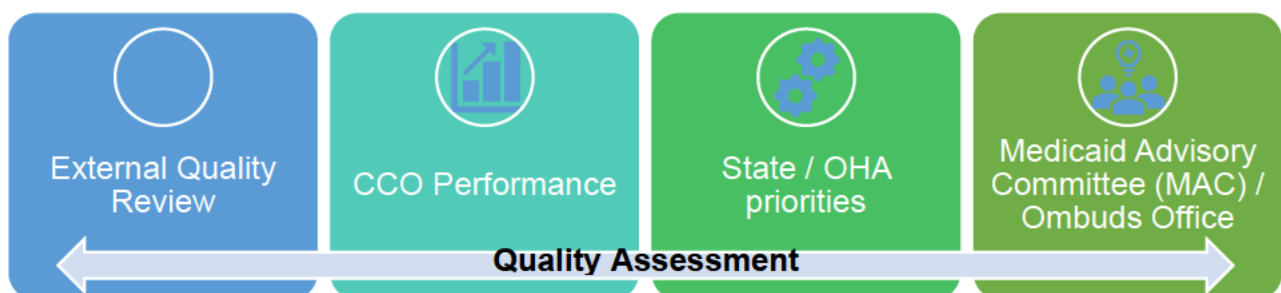 External Quality
Review
CCO Performance
State / OHA
priorities
Medicaid Advisory
Committee (MAC) /
Ombuds Office
Quality Assessment